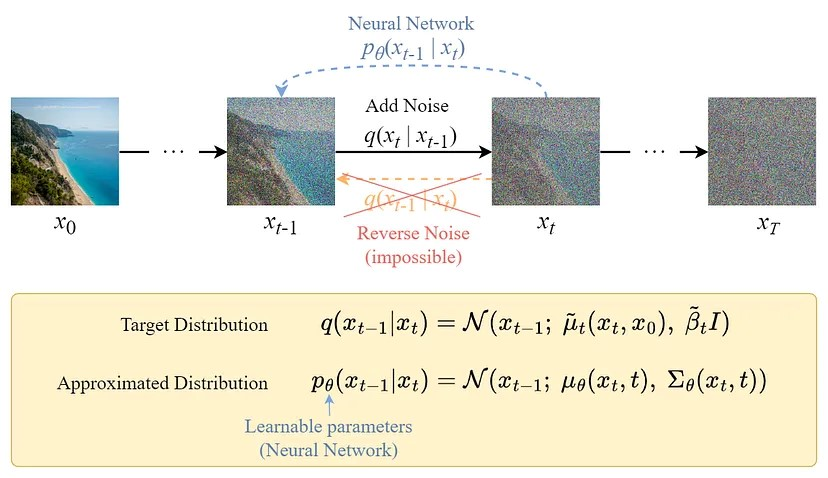 Neural Network
pθ(xt-1 | xt)
Add Noise
q(xt | xt-1)
q(xt-1 | xt)
Reverse Noise
(impossible)
x0
xt-1
xt
xT
··· 
···
Target Distribution q(xt−1|xt) = 𝒩(xt−1; μ̃t(xt, x0), β̃tI)
Approximated Distribution pθ(xt−1|xt) = 𝒩(xt−1; μθ(xt, t), Σθ(xt, t))
Learnable parameters
(Neural Network)